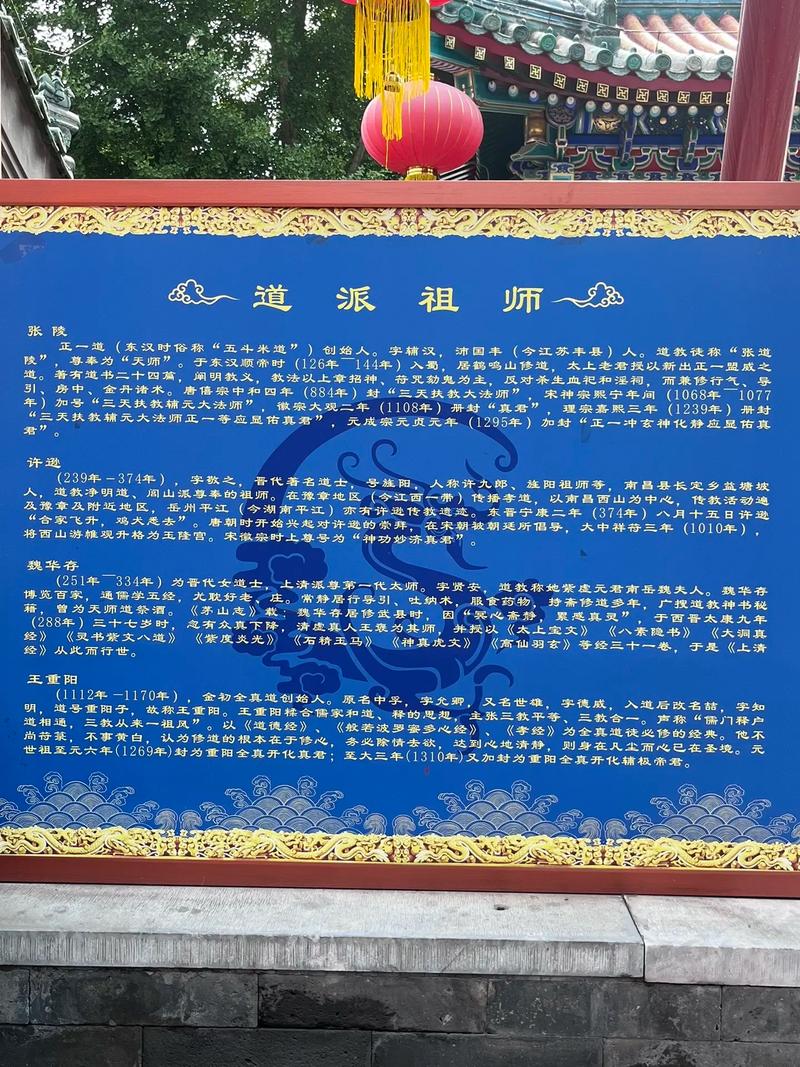 道派祖师
张陵
正一道（东汉时俗称“五斗米道”）创始人。字辅汉，沛国丰（今江苏丰县）人。道教徒称“张道
陵”，尊奉为“天师”。于东汉顺帝时（126年—144年）入蜀，居鹤鸣山修道，太上老君授以新出正一盟威之
道。著有道书二十四篇，阐明教义，教法以上章招神、符咒劾鬼为主，反对杀生血祀和淫祠，而兼修行气、导
引、房中、金丹诸术。唐僖宗中和四年（884年）封“三天扶教大法师”，宋神宗熙宁年间（1068年—1077
年）加号“三天扶教辅元大法师”，徽宗大观二年（1108年）册封“真君”，理宗嘉熙三年（1239年）册封
“三天扶教辅元大法师正一等应显佑真君”，元成宗元贞元年（1295年）加封“正一冲玄神化静应显佑真
君”。
许逊
（239年－374年），字敬之，晋代著名道士，号旌阳，人称许九郎、旌阳祖师等，南昌县长定乡益塘坡
人，道教净明道、闾山派尊奉的祖师。在豫章地区（今江西一带）传播孝道，以南昌西山为中心，传教活动遍
及豫章及附近地区，岳州平江（今湖南平江）亦有许逊传教遗迹。东晋宁康二年（374年）八月十五日许逊
“合家飞升，鸡犬悉去”。唐朝时开始兴起对许逊的崇拜，在宋朝被朝廷所倡导，大中祥符三年（1010年），
将西山游帷观升格为玉隆宫。宋徽宗时上尊号为“神功妙济真君”。
魏华存
（251年—334年）为晋代女道士，上清派尊第一代太师。字贤安，道教称她紫虚元君南岳魏夫人。魏华存
博览百家，通儒学五经，尤耽好老、庄。常静居行导引、吐纳术，服食药物，持斋修道多年，广搜道教神书秘
籍，曾为天师道祭酒。《茅山志》载，魏华存居修武县时，因“冥心斋静，累感真灵”，于西晋太康九年
（288年）三十七岁时，忽有众真下降，清虚真人王褒为其师，并授以《太上宝文》《八素隐书》《大洞真
经》《灵书紫文八道》《紫度炎光》《石精玉马》《神真虎文》《高仙羽玄》等经三十一卷，于是《上清
经》从此而行世。
王重阳
（1112年－1170年），金初全真道创始人。原名中孚，字允卿，又名世雄，字德威，入道后改名喆，字知
明，道号重阳子，故称王重阳，王重阳糅合儒家和道、释的思想，主张三教平等、三教合一。声称“儒门释户
道相通，三教从来一祖风”。以《道德经》、《般若波罗蜜多心经》、《孝经》为全真道徒必修的经典。他不
尚苻箓，不事黄白，认为修道的根本在于修心，务必除情去欲，达到心地清静，则身在凡尘而心已在圣境。元
世祖至元六年(1269年)封为重阳全真开化真君；至大三年(1310年)又加封为重阳全真开化辅极帝君。